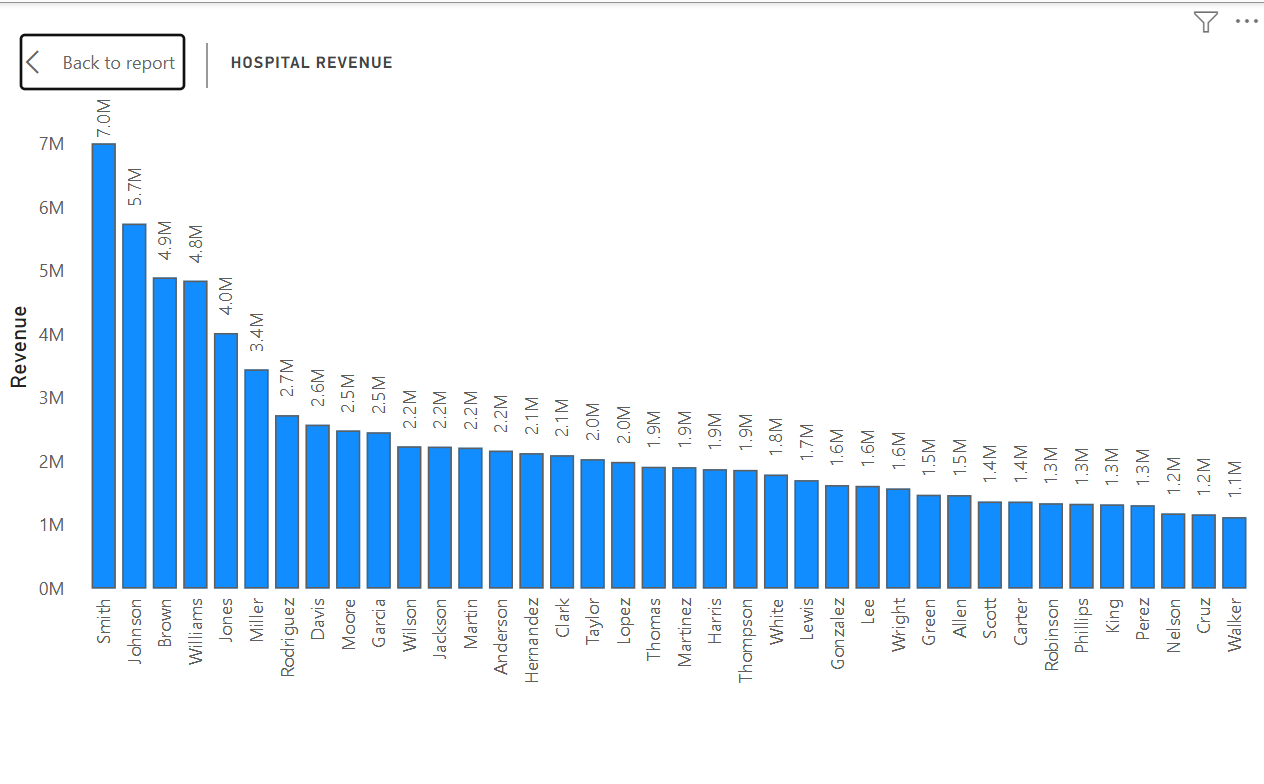 Back to report
HOSPITAL REVENUE
Revenue
7M
6M
5M
4M
3M
2M
1M
0M
7.0M
5.7M
4.9M
4.8M
4.0M
3.4M
2.7M
2.6M
2.5M
2.5M
2.2M
2.2M
2.2M
2.2M
2.1M
2.1M
2.0M
2.0M
1.9M
1.9M
1.9M
1.9M
1.8M
1.7M
1.6M
1.6M
1.6M
1.5M
1.5M
1.4M
1.4M
1.3M
1.3M
1.3M
1.3M
1.2M
1.2M
1.1M
Smith
Johnson
Brown
Williams
Jones
Miller
Rodriguez
Davis
Moore
Garcia
Wilson
Jackson
Martin
Anderson
Hernandez
Clark
Taylor
Lopez
Thomas
Martinez
Harris
Thompson
White
Lewis
Gonzalez
Lee
Wright
Green
Allen
Scott
Carter
Robinson
Phillips
King
Perez
Nelson
Cruz
Walker